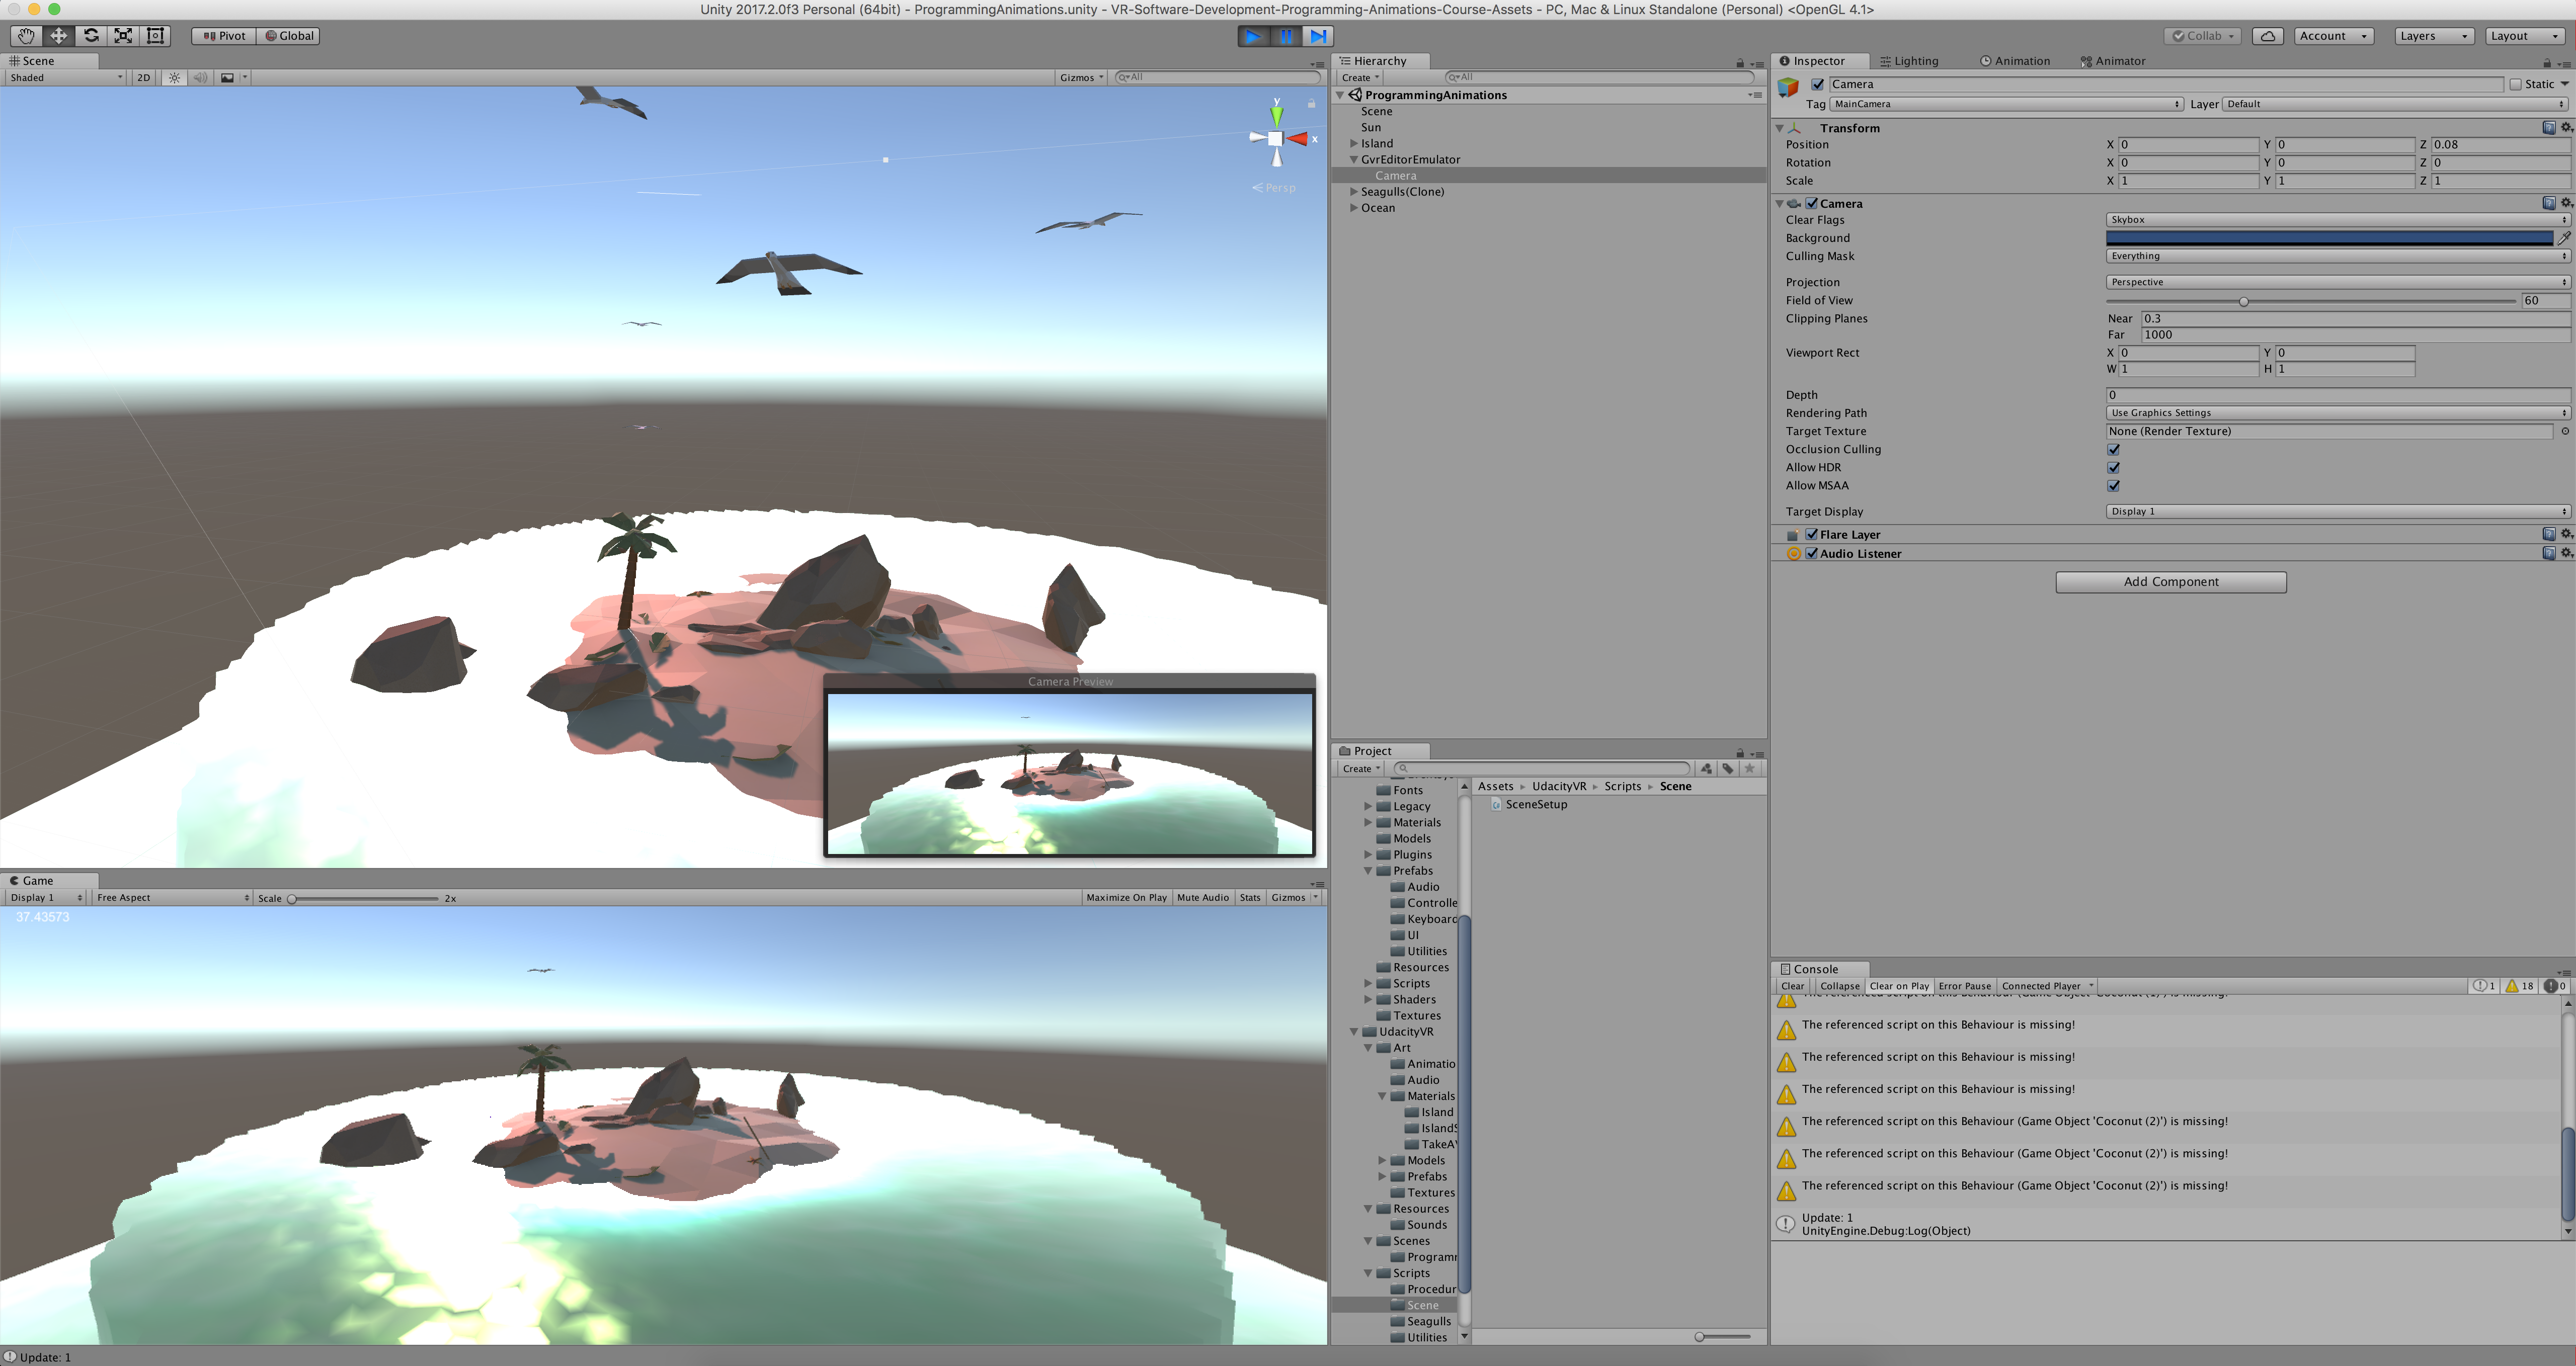 Unity 2017.2.0f3 Personal (64bit) - ProgrammingAnimations.unity - VR-Software-Development-Programming-Animations-Course-Assets - PC, Mac & Linux Standalone (Personal) <OpenGL 4.1>
Pivot Global
Collab Account Layers Layout
Scene
Shaded 2D Gizmos All
y
x
Persp
Camera Preview
Game
Display 1 Free Aspect Scale 2x Maximize On Play Mute Audio Stats Gizmos
37.43573
Hierarchy
Create All
ProgrammingAnimations
Scene
Sun
Island
GvrEditorEmulator
Camera
Seagulls(Clone)
Ocean
Project
Create
Fonts
Legacy
Materials
Models
Plugins
Prefabs
Audio
Controlle
Keyboard
UI
Utilities
Resources
Scripts
Shaders
Textures
UdacityVR
Art
Animatio
Audio
Materials
Island
IslandS
TakeA
Models
Prefabs
Textures
Resources
Sounds
Scenes
Programm
Scripts
Procedur
Scene
Seagulls
Utilities
Assets UdacityVR Scripts Scene
SceneSetup
Inspector Lighting Animation Animator
Camera Static
Tag MainCamera Layer Default
Transform
Position X 0 Y 0 Z 0.08
Rotation X 0 Y 0 Z 0
Scale X 1 Y 1 Z 1
Camera
Clear Flags Skybox
Background
Culling Mask Everything
Projection Perspective
Field of View 60
Clipping Planes Near 0.3
Far 1000
Viewport Rect X 0 Y 0
W 1 H 1
Depth 0
Rendering Path Use Graphics Settings
Target Texture None (Render Texture)
Occlusion Culling
Allow HDR
Allow MSAA
Target Display Display 1
Flare Layer
Audio Listener
Add Component
Console
Clear Collapse Clear on Play Error Pause Connected Player 1 18 0
The referenced script on this Behaviour (Game Object 'Coconut (1)') is missing!
The referenced script on this Behaviour is missing!
The referenced script on this Behaviour is missing!
The referenced script on this Behaviour is missing!
The referenced script on this Behaviour (Game Object 'Coconut (2)') is missing!
The referenced script on this Behaviour (Game Object 'Coconut (2)') is missing!
The referenced script on this Behaviour (Game Object 'Coconut (2)') is missing!
Update: 1
UnityEngine.Debug:Log(Object)
Update: 1